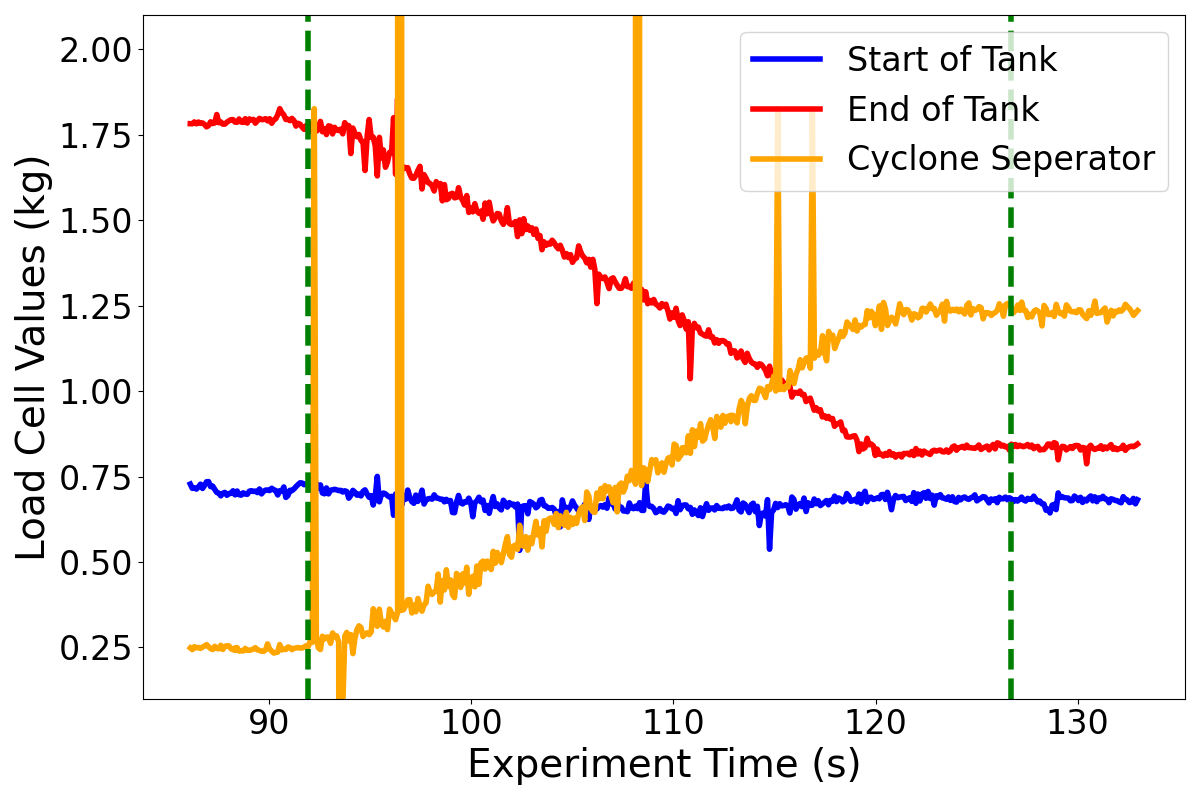 2.00
1.75
1.50
1.25
1.00
0.75
0.50
0.25
Load Cell Values (kg)
Start of Tank
End of Tank
Cyclone Seperator
90 100 110 120 130
Experiment Time (s)